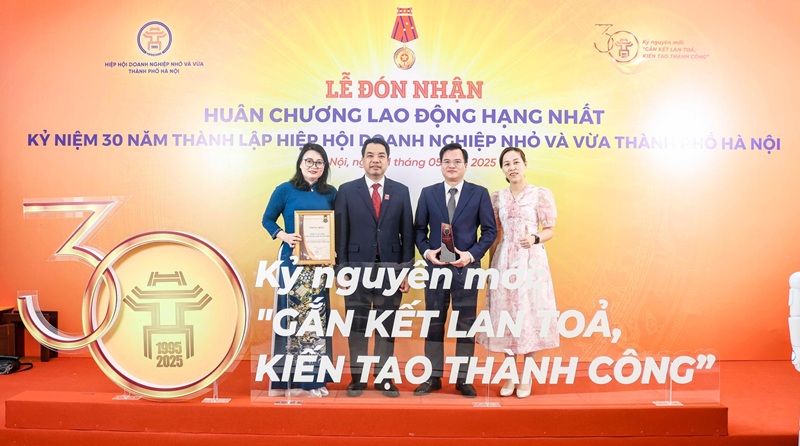 HIỆP HỘI DOANH NGHIỆP NHỎ VÀ VỪA
THÀNH PHỐ HÀ NỘI
30
Kỷ nguyên mới
"GẮN KẾT LAN TOẢ,
KIẾN TẠO THÀNH CÔNG"
LỄ ĐÓN NHẬN
HUÂN CHƯƠNG LAO ĐỘNG HẠNG NHẤT
KỶ NIỆM 30 NĂM THÀNH LẬP HIỆP HỘI DOANH NGHIỆP NHỎ VÀ VỪA THÀNH PHỐ HÀ NỘI
Nội, tháng 05 2025
30
1995
2025
Kỷ nguyên mới
"GẮN KẾT LAN TOẢ,
KIẾN TẠO THÀNH CÔNG"